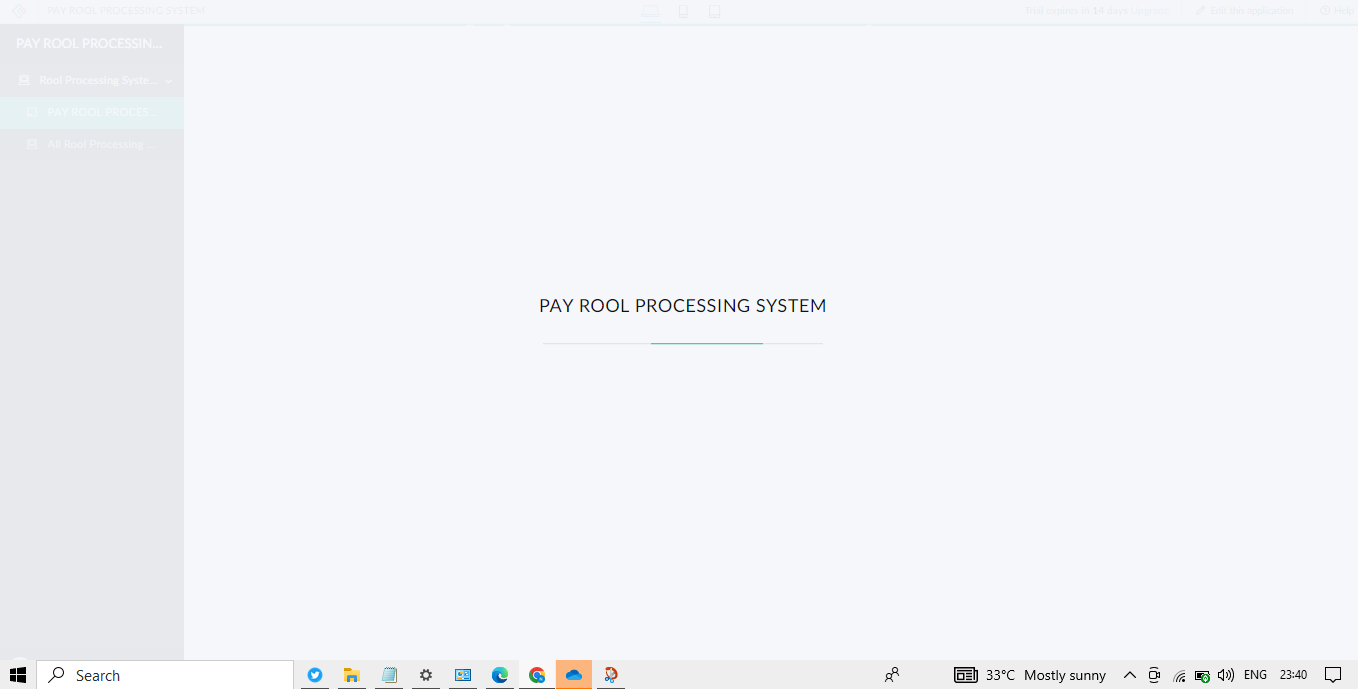 PAY ROOL PROCESSING SYSTEM
Trial expires in 14 days Upgrade
Edit this application
Help
PAY ROOL PROCESSIN...
Rool Processing Syste...
PAY ROOL PROCES...
All Rool Processing...
PAY ROOL PROCESSING SYSTEM
Search
33°C Mostly sunny
ENG
23:40